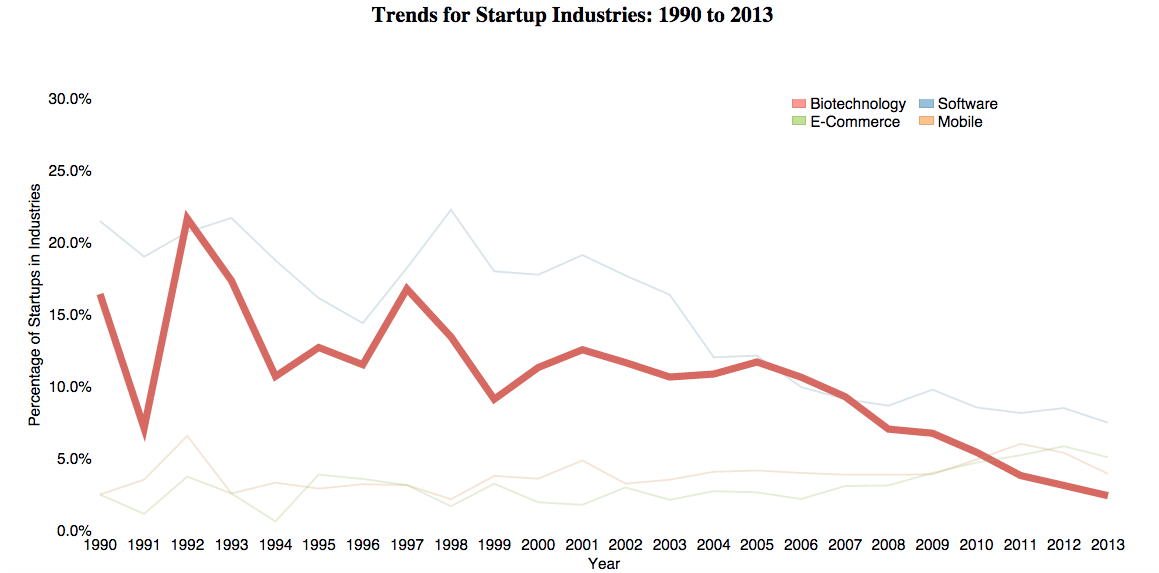 Trends for Startup Industries: 1990 to 2013
30.0%
Biotechnology Software
E-Commerce Mobile
25.0%
20.0%
15.0%
10.0%
5.0%
0.0%
Percentage of Startups in Industries
1990 1991 1992 1993 1994 1995 1996 1997 1998 1999 2000 2001 2002 2003 2004 2005 2006 2007 2008 2009 2010 2011 2012 2013
Year